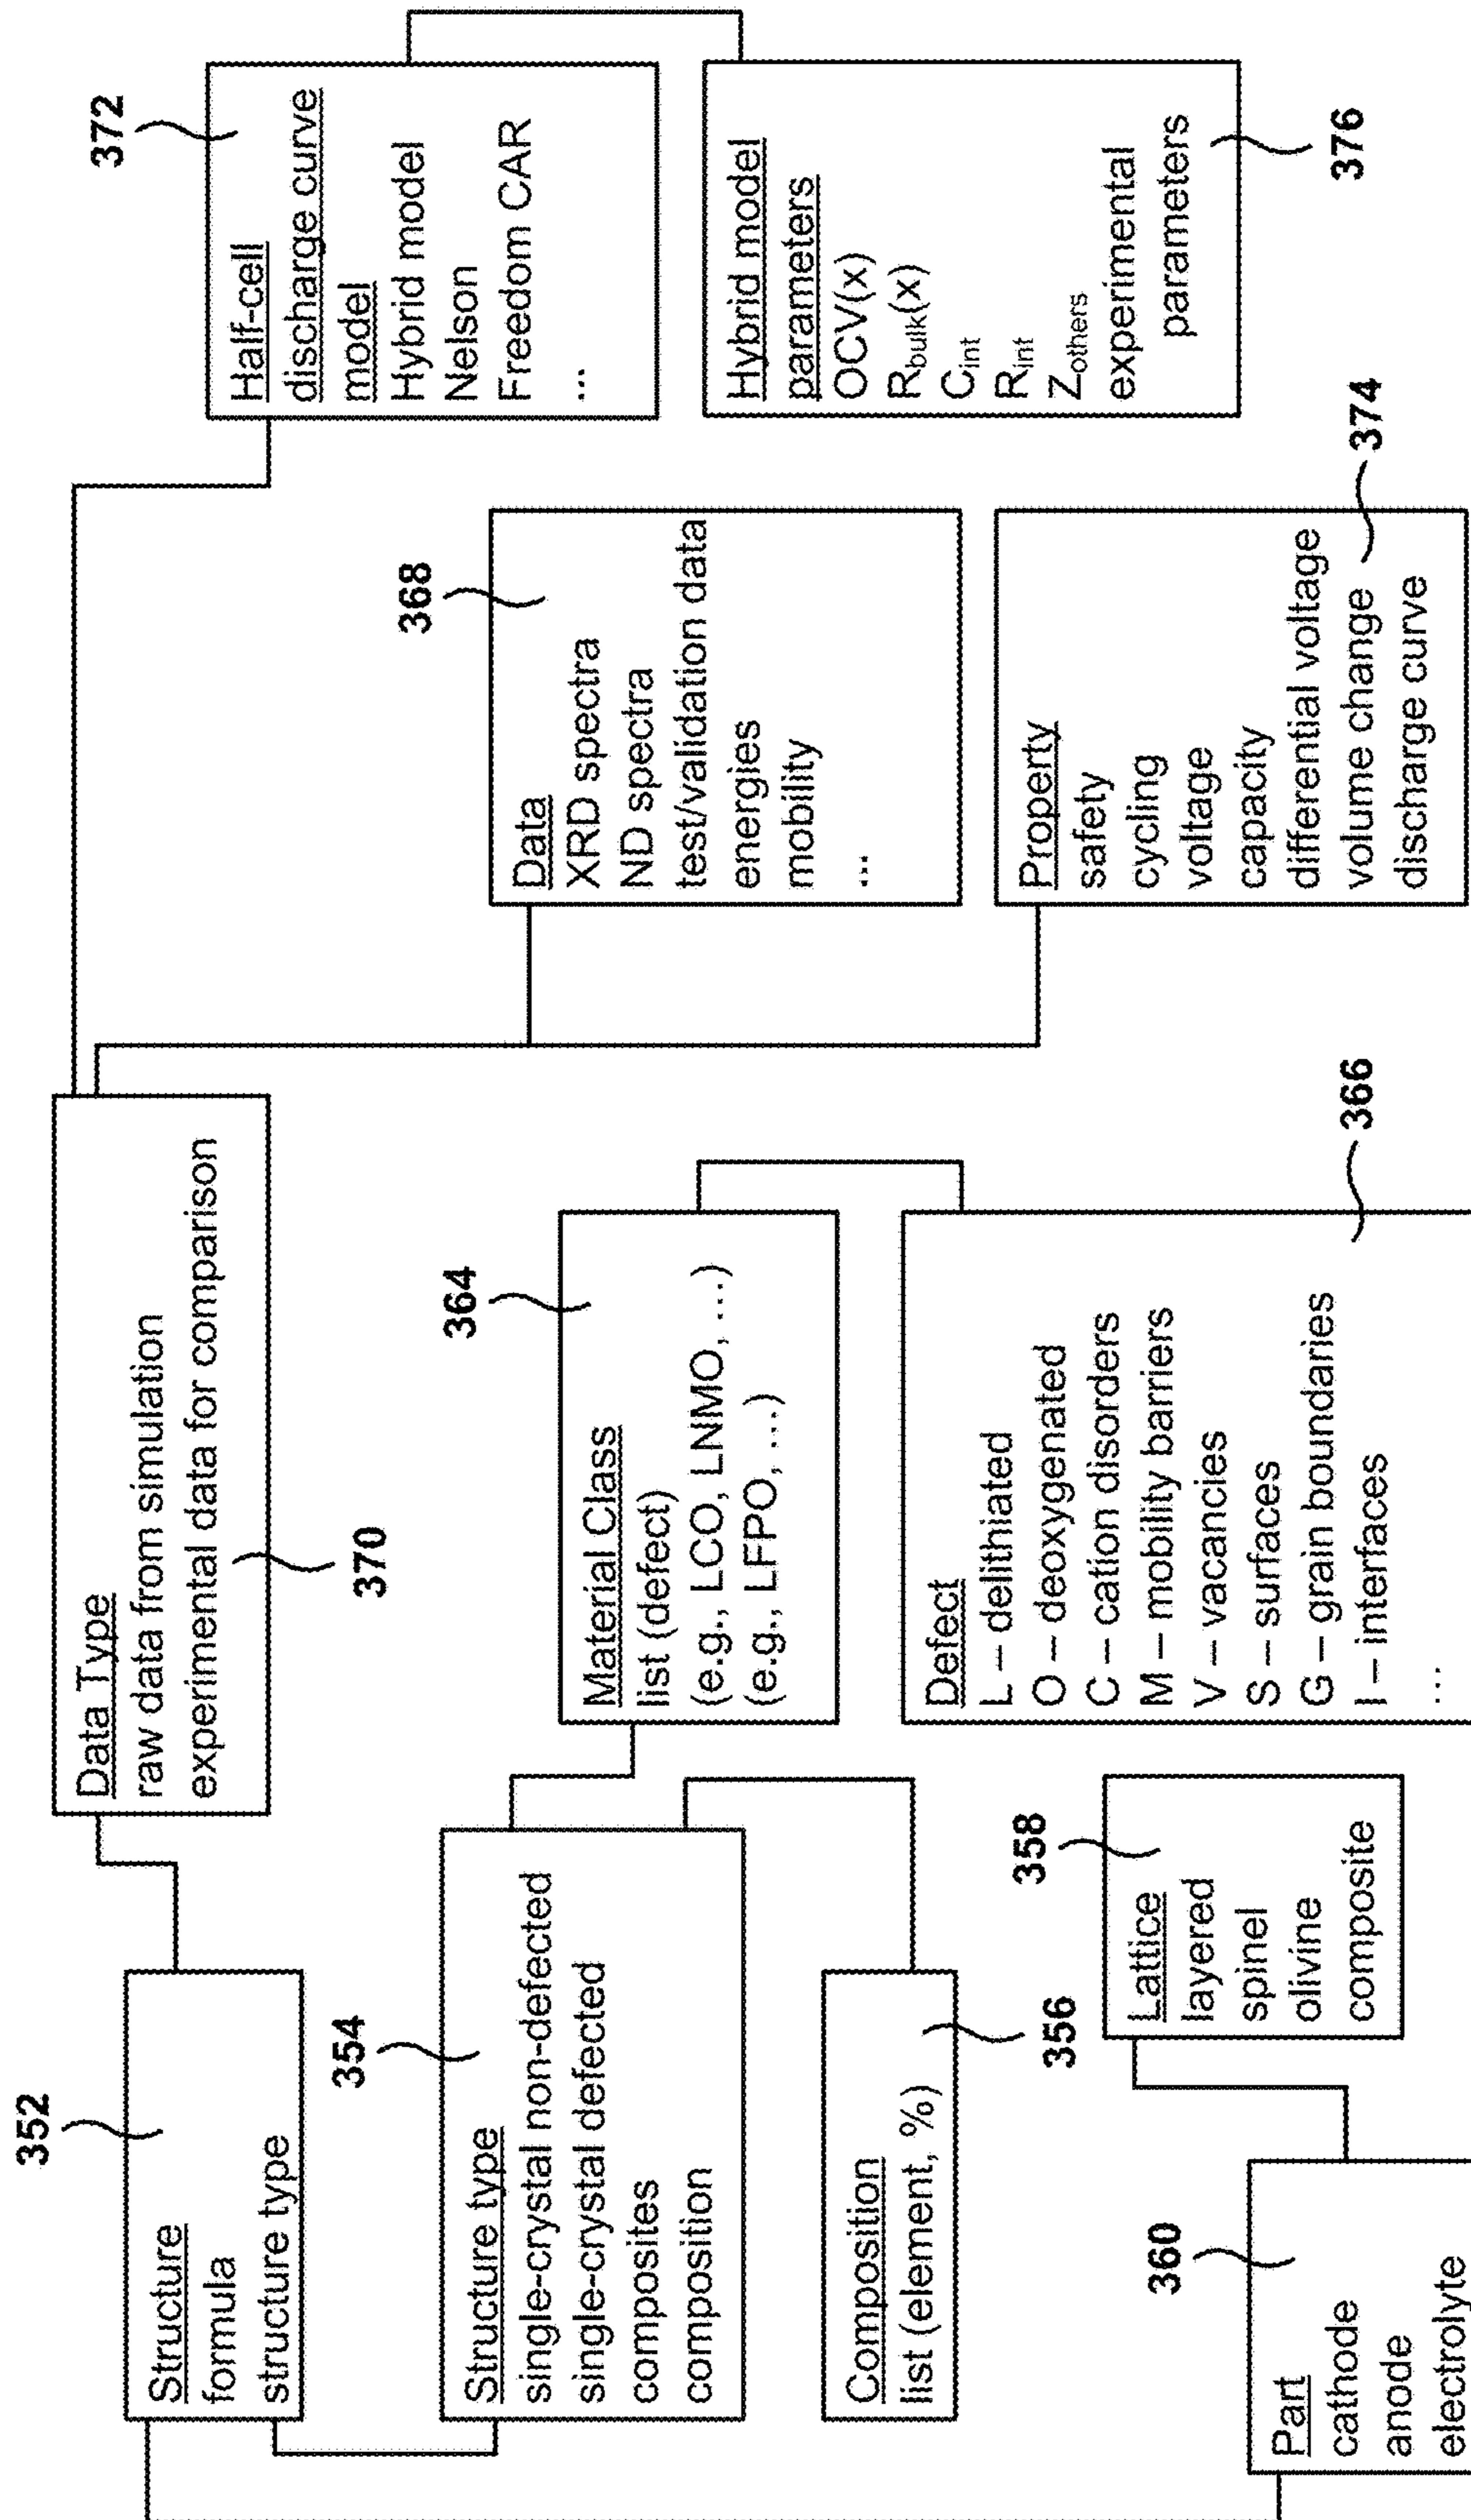 352
Structure
formula
structure type
354
Structure type
single-crystal non-defected
single-crystal defected
composites
composition
Composition
list (element, %)
356
360
Part
cathode
anode
electrolyte
358
Lattice
layered
spinel
olivine
composite
Data Type
raw data from simulation
experimental data for comparison
370
364
Material Class
list (defect)
(e.g., LCO, LNMO, ...)
(e.g., LFPO, ...)
Defect
L – delithiated
O – deoxygenated
C – cation disorders
M – mobility barriers
V – vacancies
S – surfaces
G – grain boundaries
I – interfaces
...
366
368
Data
XRD spectra
ND spectra
test/validation data
energies
mobility
...
Property
safety
cycling
voltage
capacity
differential voltage
volume change
discharge curve
374
372
Half-cell
discharge curve
model
Hybrid model
Nelson
Freedom CAR
...
Hybrid model
parameters
OCV(x)
Rbulk(x)
Cint
Rint
Zothers
experimental
parameters
376